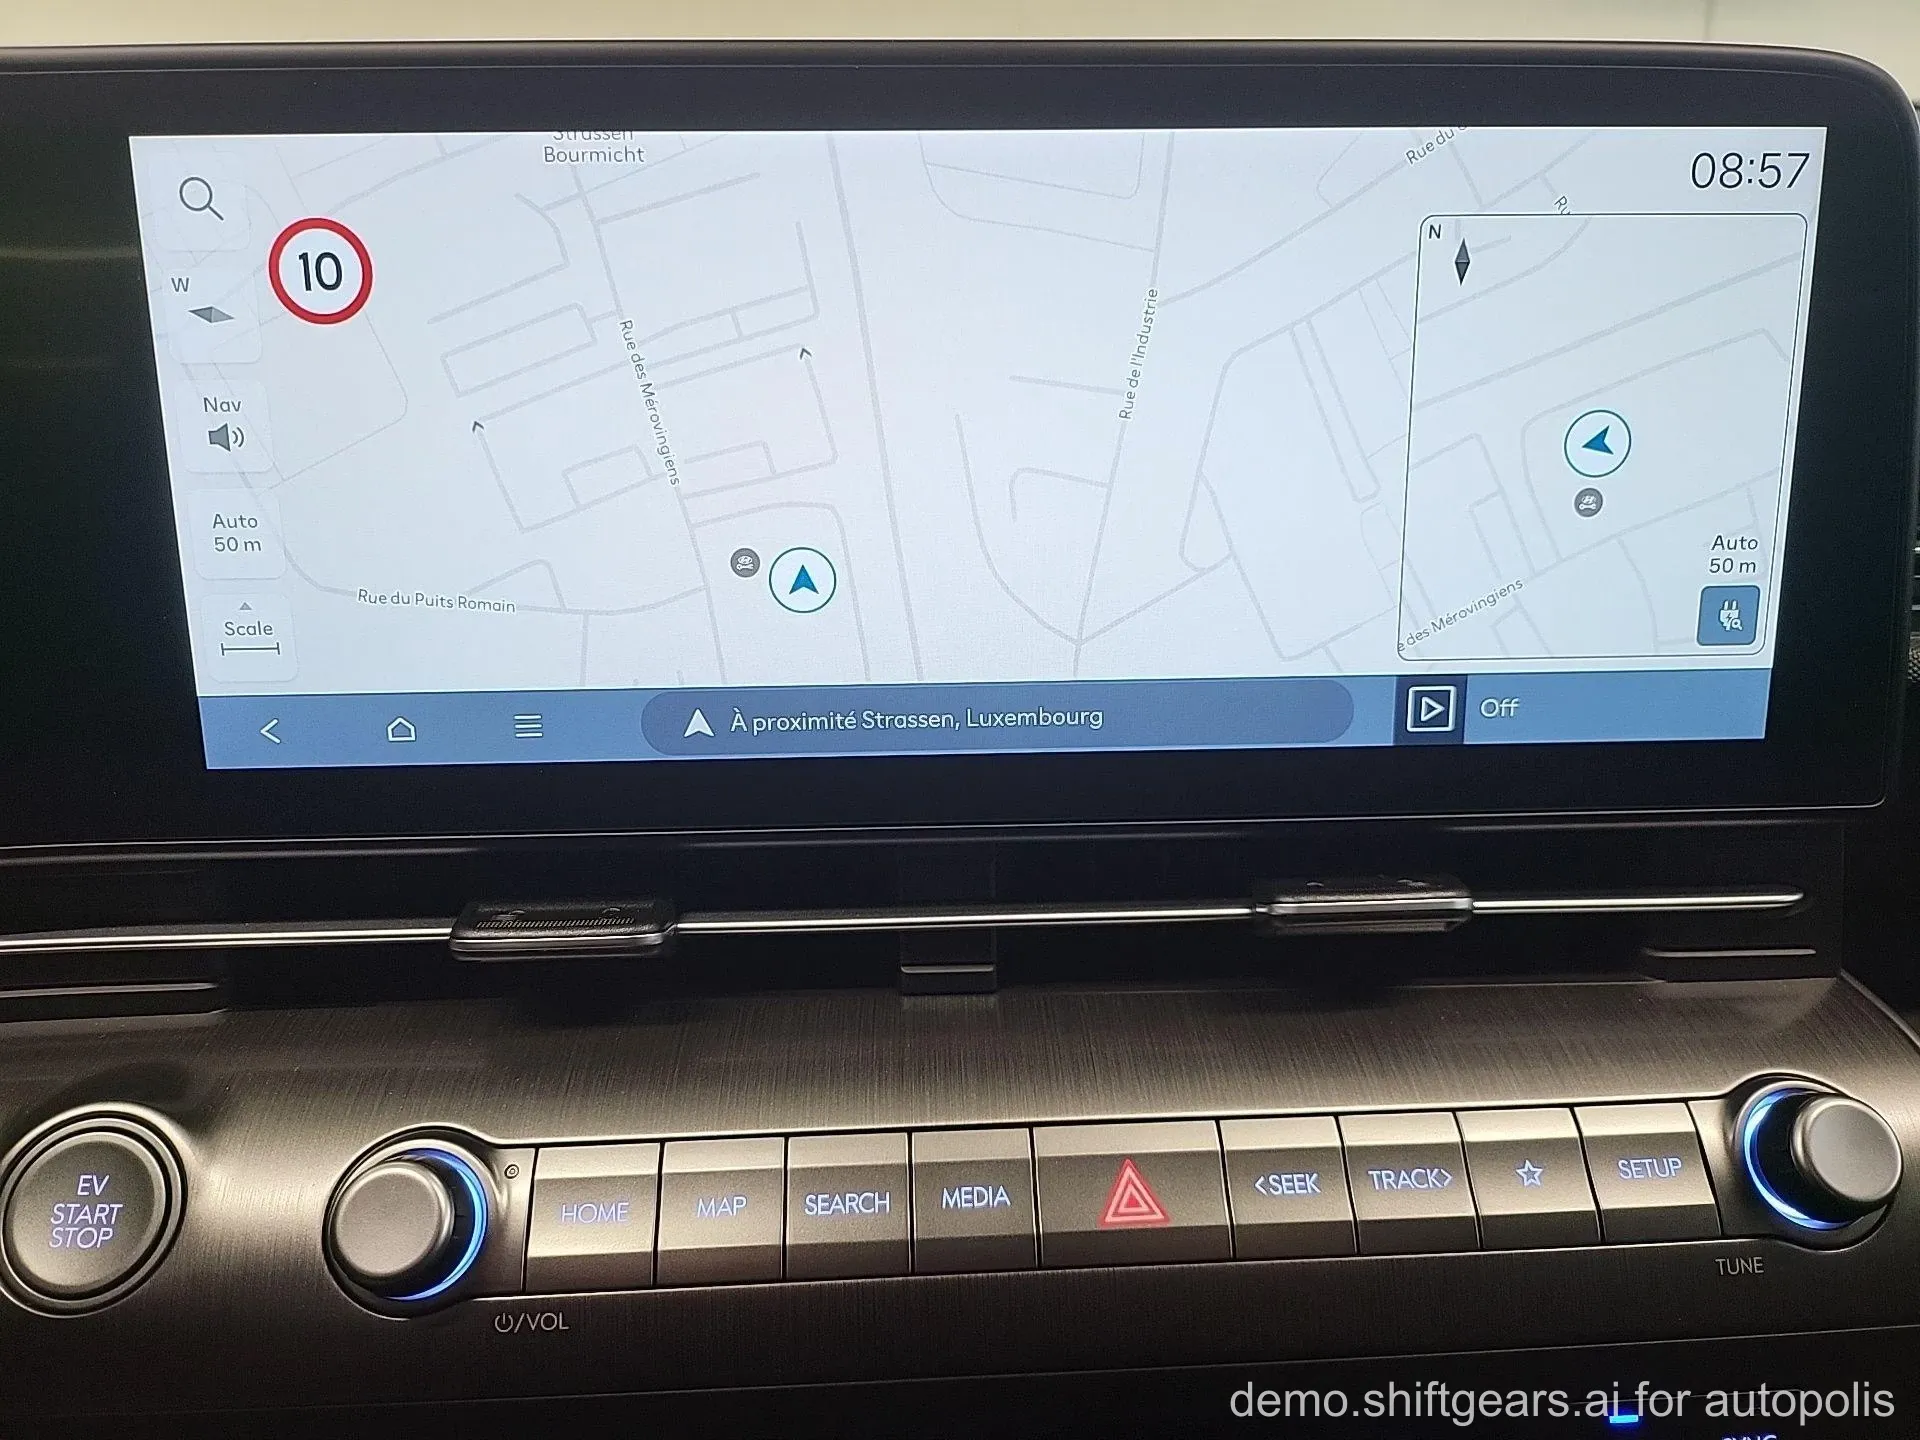 Strassen
Bourmicht
Rue du
08:57
Ru
N
10
W
Rue des Mérovingiens
Rue de l'Industrie
Nav
Auto
50 m
Auto
50 m
Rue du Puits Romain
e des Mérovingiens
Scale
À proximité Strassen, Luxembourg
Off
EV
START
STOP
HOME
MAP
SEARCH
MEDIA
<SEEK
TRACK>
SETUP
/VOL
TUNE
demo.shiftgears.ai for autopolis
SYNC